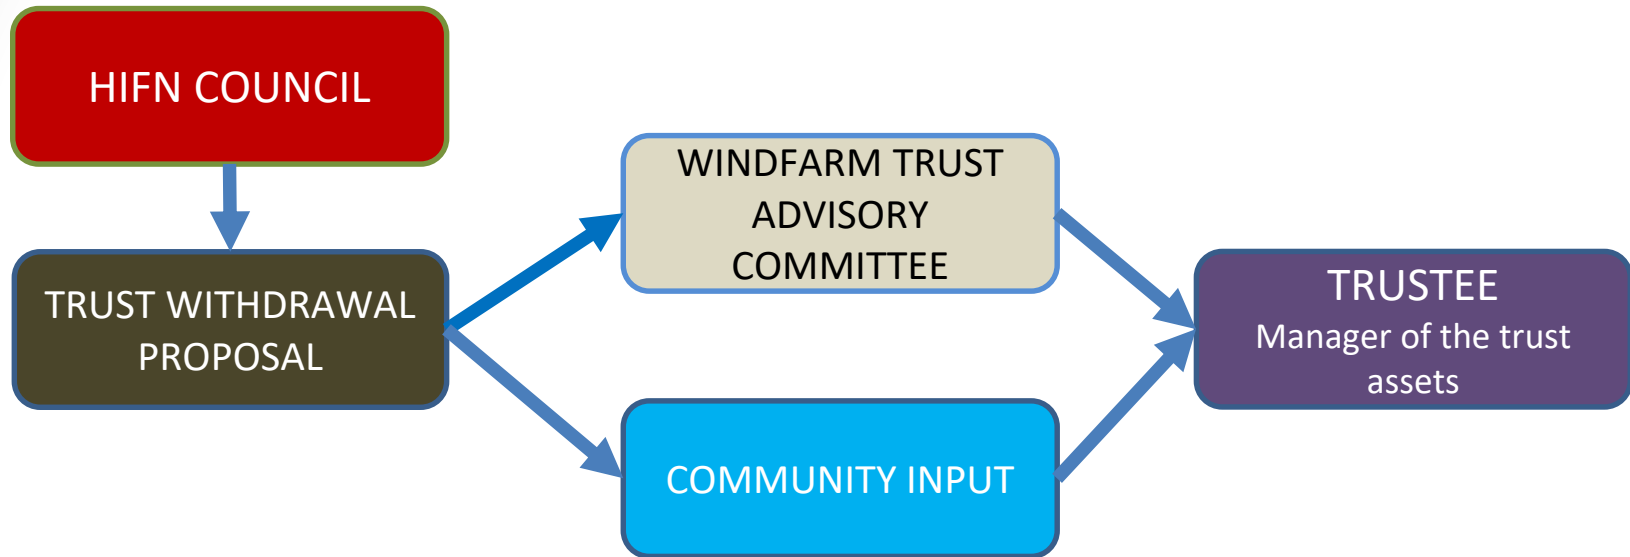 HIFN COUNCIL
TRUST WITHDRAWAL
PROPOSAL
WINDFARM TRUST
ADVISORY
COMMITTEE
COMMUNITY INPUT
TRUSTEE
Manager of the trust
assets